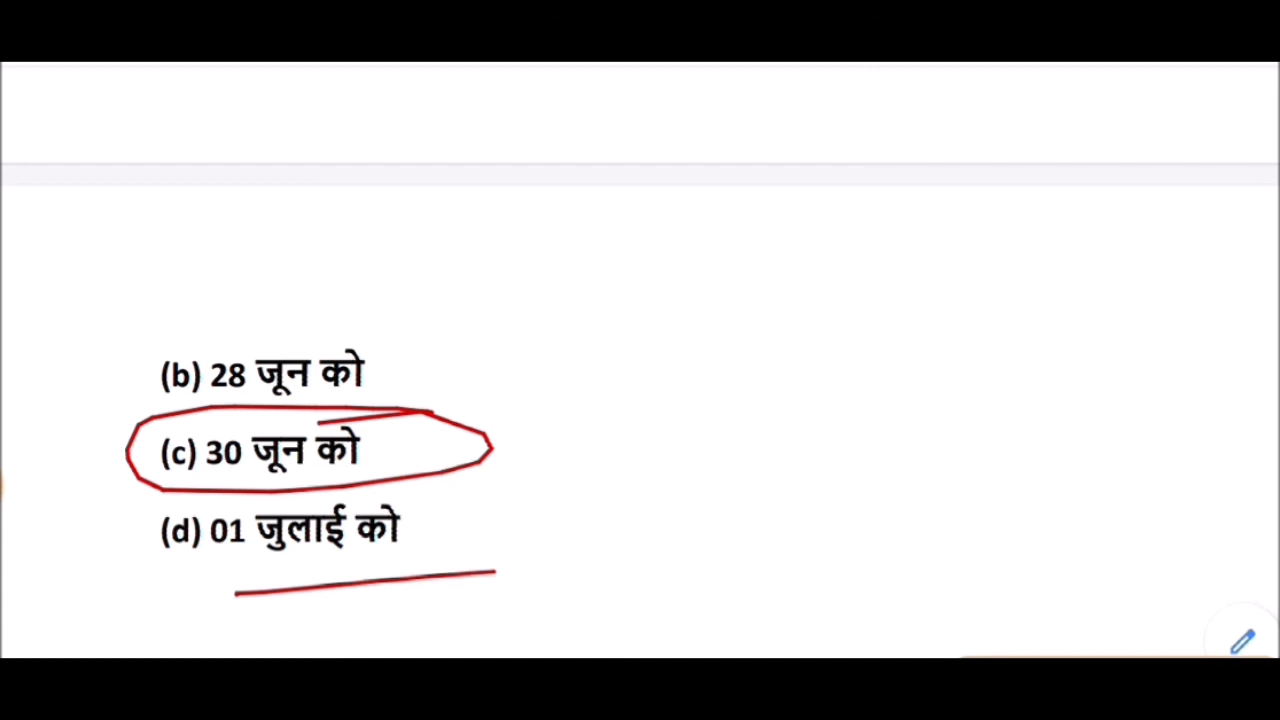 (b) 28 जून को
(c) 30 जून को
(d) 01 जुलाई को